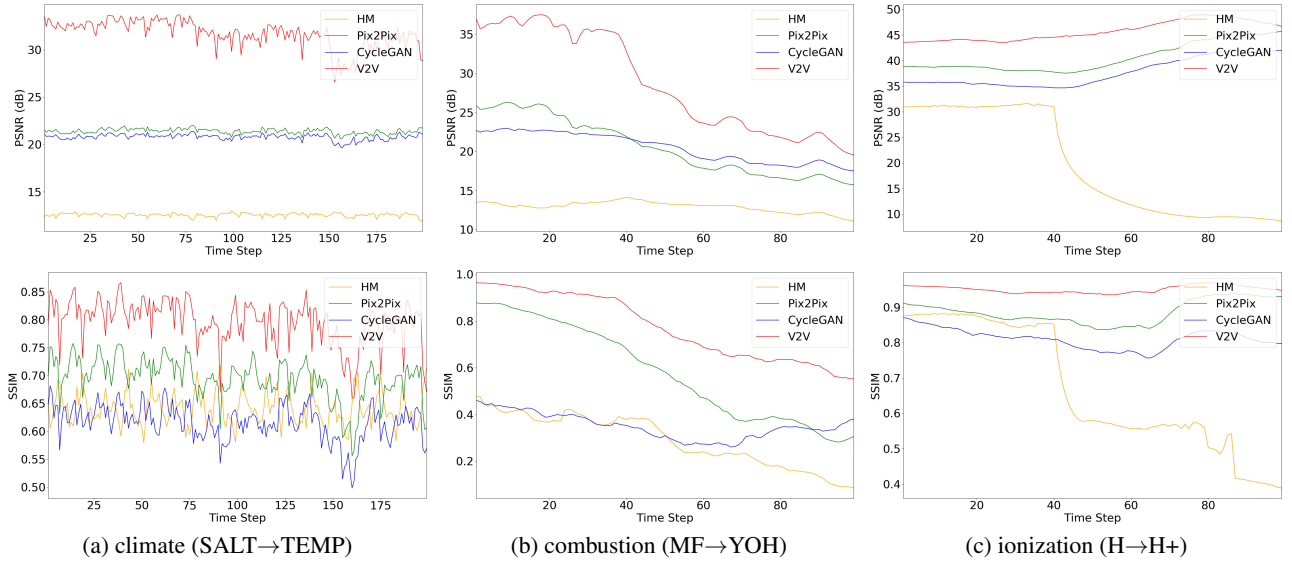 HM
Pix2Pix
CycleGAN
V2V
PSNR (dB)
30
25
20
15
25 50 75 100 125 150 175
Time Step
HM
Pix2Pix
CycleGAN
V2V
PSNR (dB)
35
30
25
20
15
10
20 40 60 80
Time Step
HM
Pix2Pix
CycleGAN
V2V
PSNR (dB)
50
45
40
35
30
25
20
15
10
20 40 60 80
Time Step
HM
Pix2Pix
CycleGAN
V2V
SSIM
0.85
0.80
0.75
0.70
0.65
0.60
0.55
0.50
25 50 75 100 125 150 175
Time Step
HM
Pix2Pix
CycleGAN
V2V
SSIM
1.0
0.8
0.6
0.4
0.2
20 40 60 80
Time Step
HM
Pix2Pix
CycleGAN
V2V
SSIM
0.9
0.8
0.7
0.6
0.5
0.4
20 40 60 80
Time Step
(a) climate (SALT→TEMP)
(b) combustion (MF→YOH)
(c) ionization (H→H+)